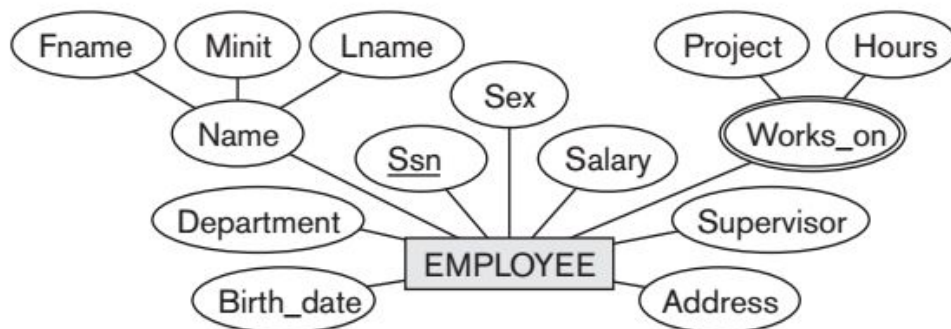 Fname
Minit
Lname
Project
Hours
Sex
Name
Works_on
Ssn
Salary
Department
Supervisor
EMPLOYEE
Birth_date
Address